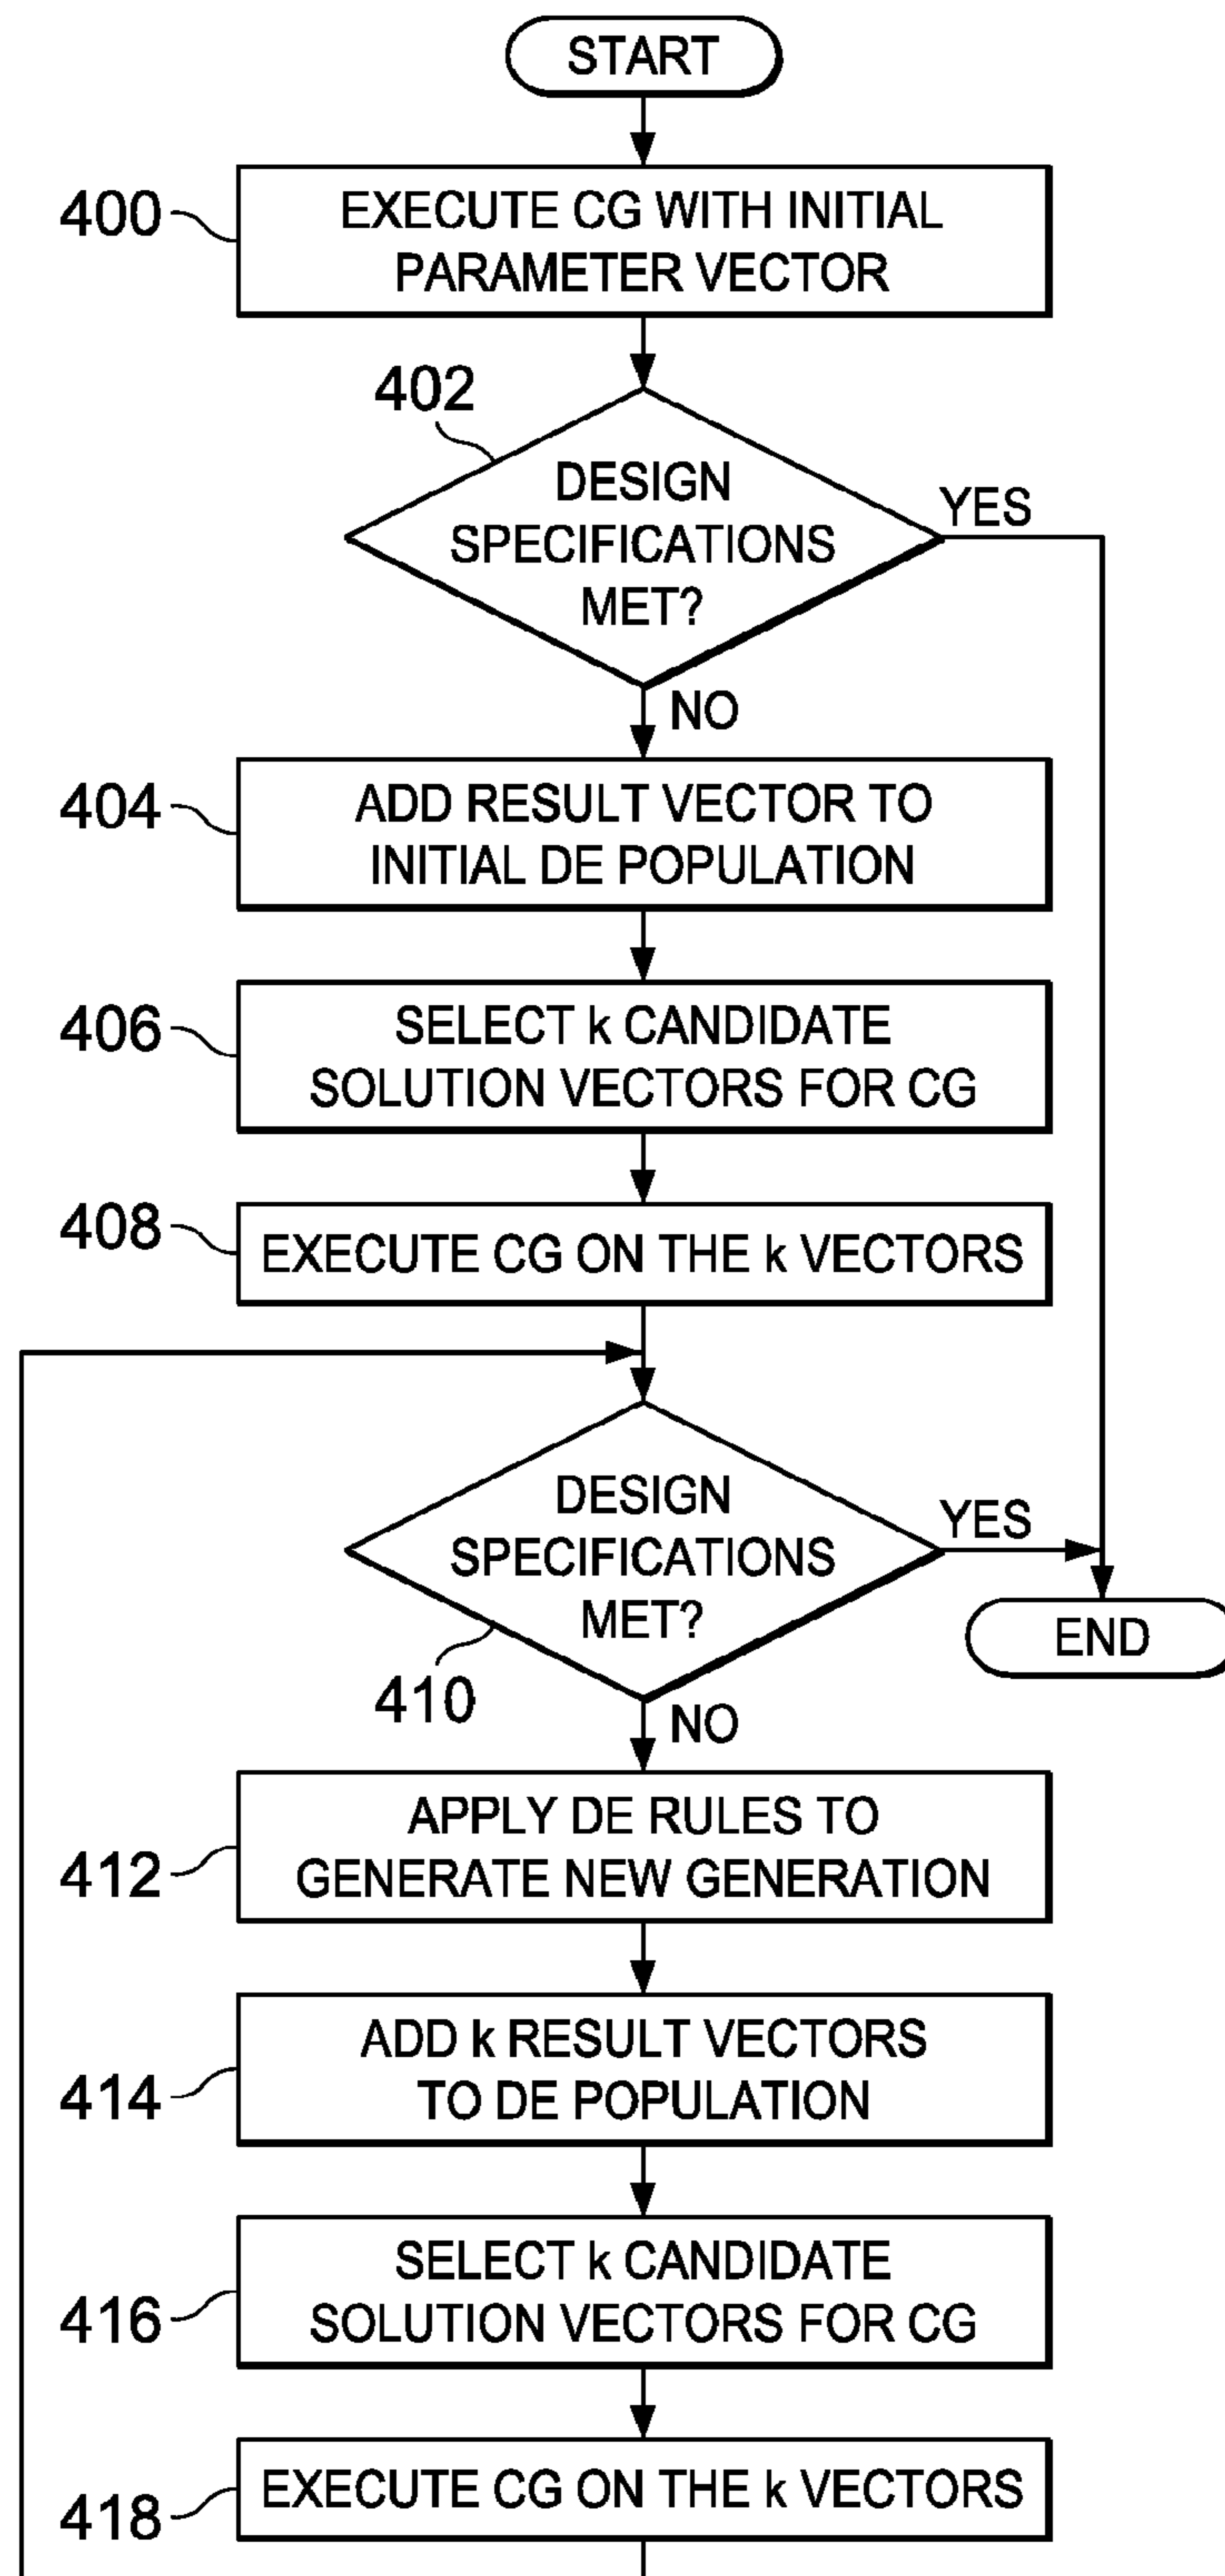 START
400
EXECUTE CG WITH INITIAL
PARAMETER VECTOR
402
DESIGN
SPECIFICATIONS
MET?
YES
NO
404
ADD RESULT VECTOR TO
INITIAL DE POPULATION
406
SELECT k CANDIDATE
SOLUTION VECTORS FOR CG
408
EXECUTE CG ON THE k VECTORS
DESIGN
SPECIFICATIONS
MET?
YES
END
410
NO
412
APPLY DE RULES TO
GENERATE NEW GENERATION
414
ADD k RESULT VECTORS
TO DE POPULATION
416
SELECT k CANDIDATE
SOLUTION VECTORS FOR CG
418
EXECUTE CG ON THE k VECTORS